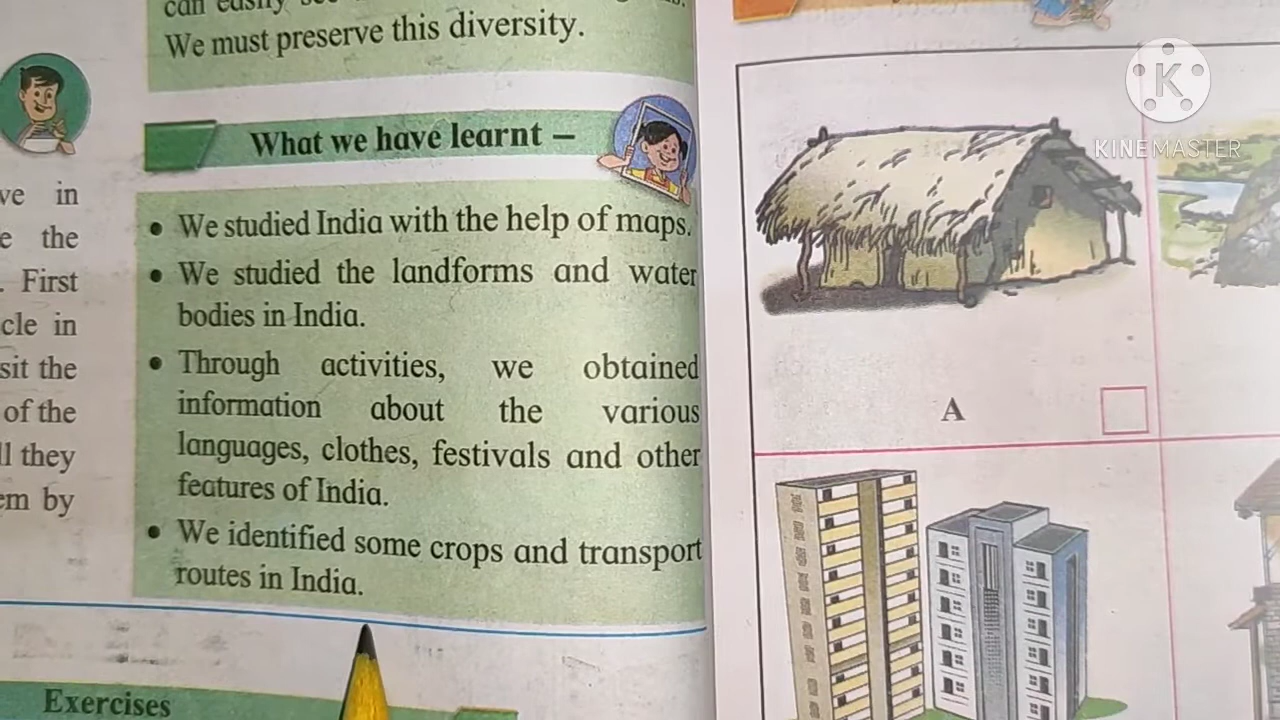 can easily see
We must preserve this diversity.
What we have learnt –
• We studied India with the help of maps.
• We studied the landforms and water
bodies in India.
• Through activities, we obtained
information about the various
languages, clothes, festivals and other
features of India.
• We identified some crops and transport
routes in India.
ve in
e the
. First
cle in
sit the
of the
ll they
em by
Exercises
A
K
KINEMASTER